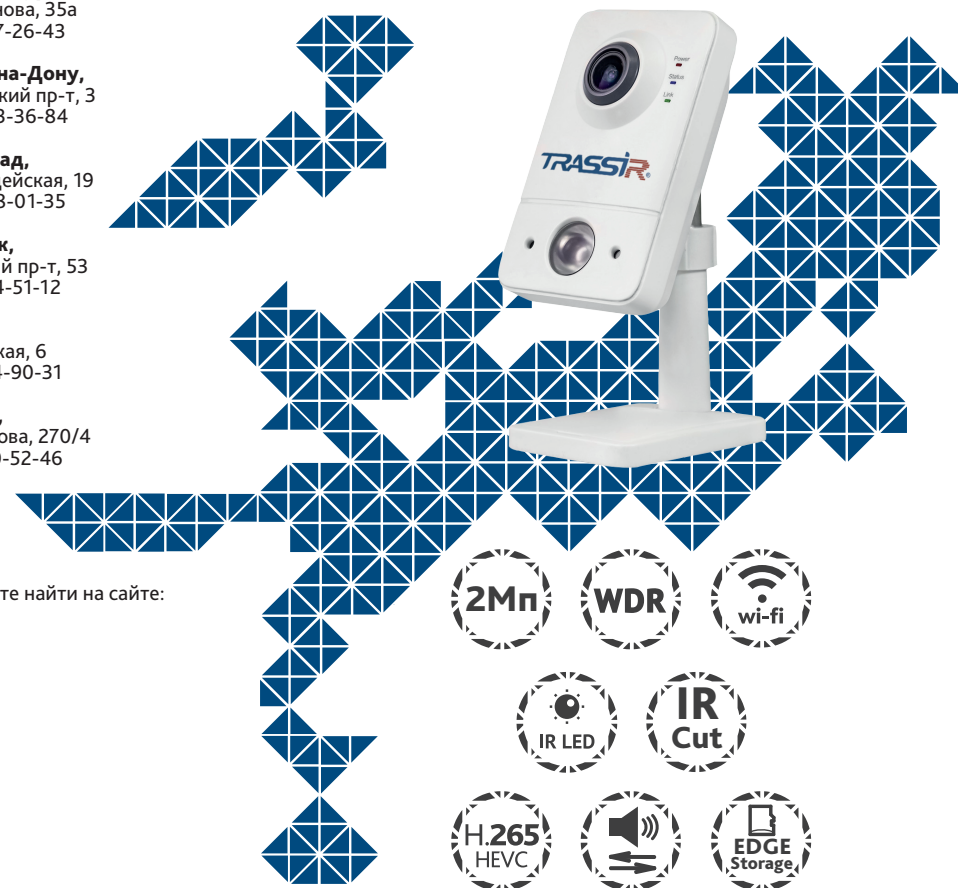 нова, 35а
7-26-43
на-Дону,
кий пр-т, 3
3-36-84
ад,
дейская, 19
3-01-35
к,
й пр-т, 53
4-51-12
кая, 6
4-90-31
ова, 270/4
0-52-46
те найти на сайте:
Power
Status
Link
TRASSIR
2Мп
WDR
wi-fi
IR LED
IR
Cut
H.265
HEVC
EDGE
Storage